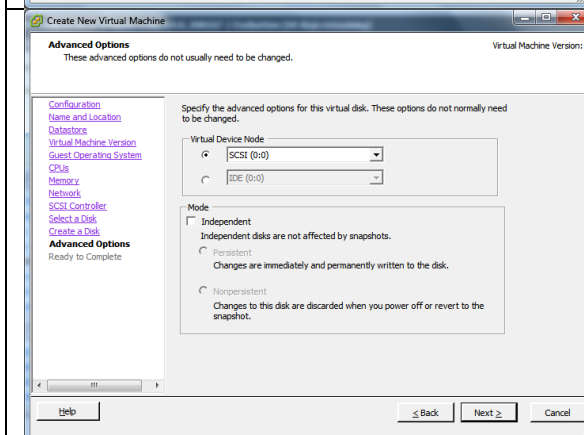 Create New Virtual Machine
Advanced Options
These advanced options do not usually need to be changed.
Virtual Machine Version:
Configuration
Name and Location
Datastore
Virtual Machine Version
Guest Operating System
CPUs
Memory
Network
SCSI Controller
Select a Disk
Create a Disk
Advanced Options
Ready to Complete
Specify the advanced options for this virtual disk. These options do not normally need
to be changed.
Virtual Device Node
SCSI (0:0)
IDE (0:0)
Mode
Independent
Independent disks are not affected by snapshots.
Persistent
Changes are immediately and permanently written to the disk.
Nonpersistent
Changes to this disk are discarded when you power off or revert to the
snapshot.
Help
≤ Back
Next ≥
Cancel